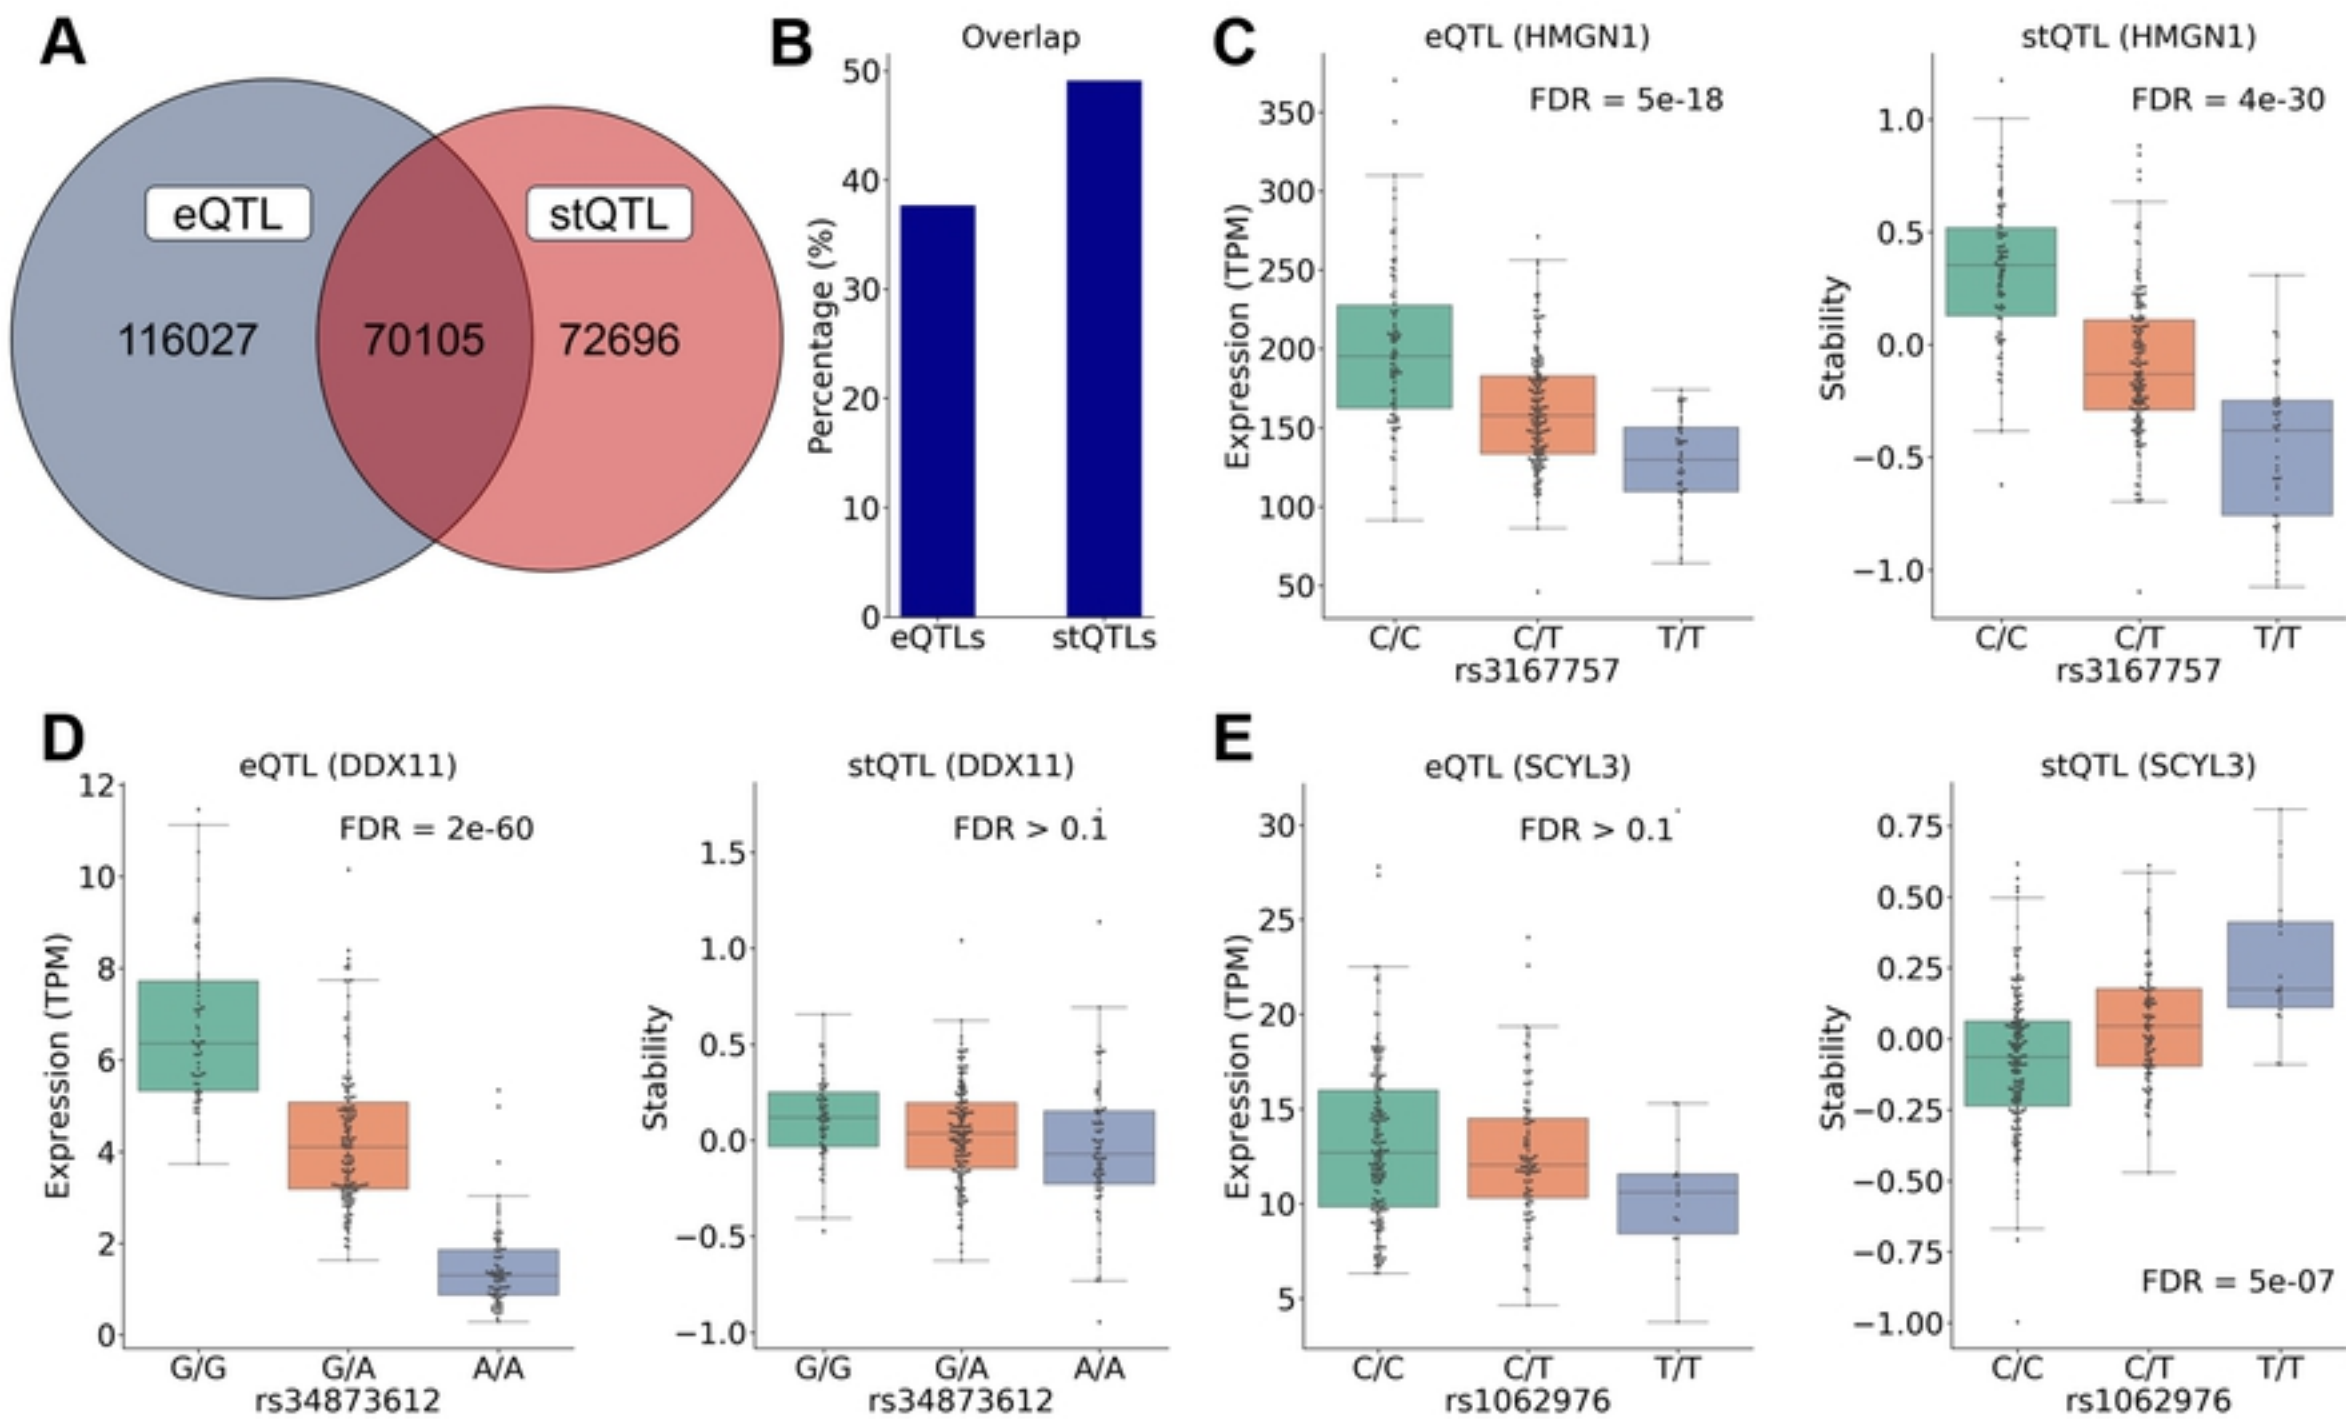 A
eQTL
stQTL
116027
70105
72696
B
Overlap
Percentage (%)
50
40
30
20
10
0
eQTLs
stQTLs
C
eQTL (HMGN1)
FDR = 5e-18
Expression (TPM)
350
300
250
200
150
100
50
C/C
C/T
T/T
rs3167757
stQTL (HMGN1)
FDR = 4e-30
Stability
1.0
0.5
0.0
−0.5
−1.0
C/C
C/T
T/T
rs3167757
D
eQTL (DDX11)
FDR = 2e-60
Expression (TPM)
12
10
8
6
4
2
0
G/G
G/A
A/A
rs34873612
stQTL (DDX11)
FDR > 0.1
Stability
1.5
1.0
0.5
0.0
−0.5
−1.0
G/G
G/A
A/A
rs34873612
E
eQTL (SCYL3)
FDR > 0.1
Expression (TPM)
30
25
20
15
10
5
C/C
C/T
T/T
rs1062976
stQTL (SCYL3)
Stability
0.75
0.50
0.25
0.00
−0.25
−0.50
−0.75
−1.00
FDR = 5e-07
C/C
C/T
T/T
rs1062976